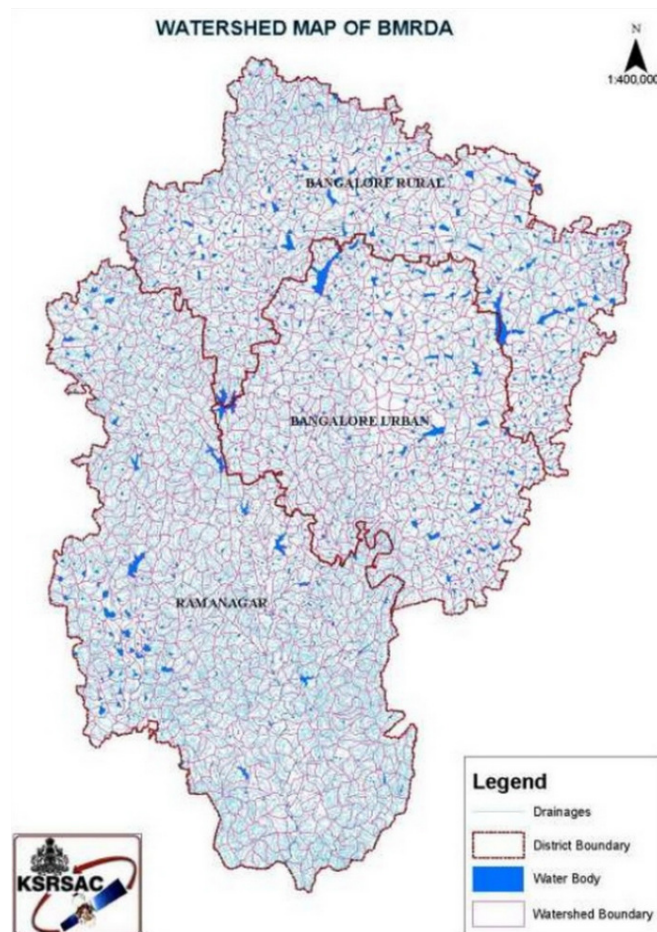 WATERSHED MAP OF BMRDA
N
1:400,000
BANGALORE RURAL
BANGALORE URBAN
RAMANAGAR
Legend
Drainages
District Boundary
Water Body
Watershed Boundary
KSRSAC